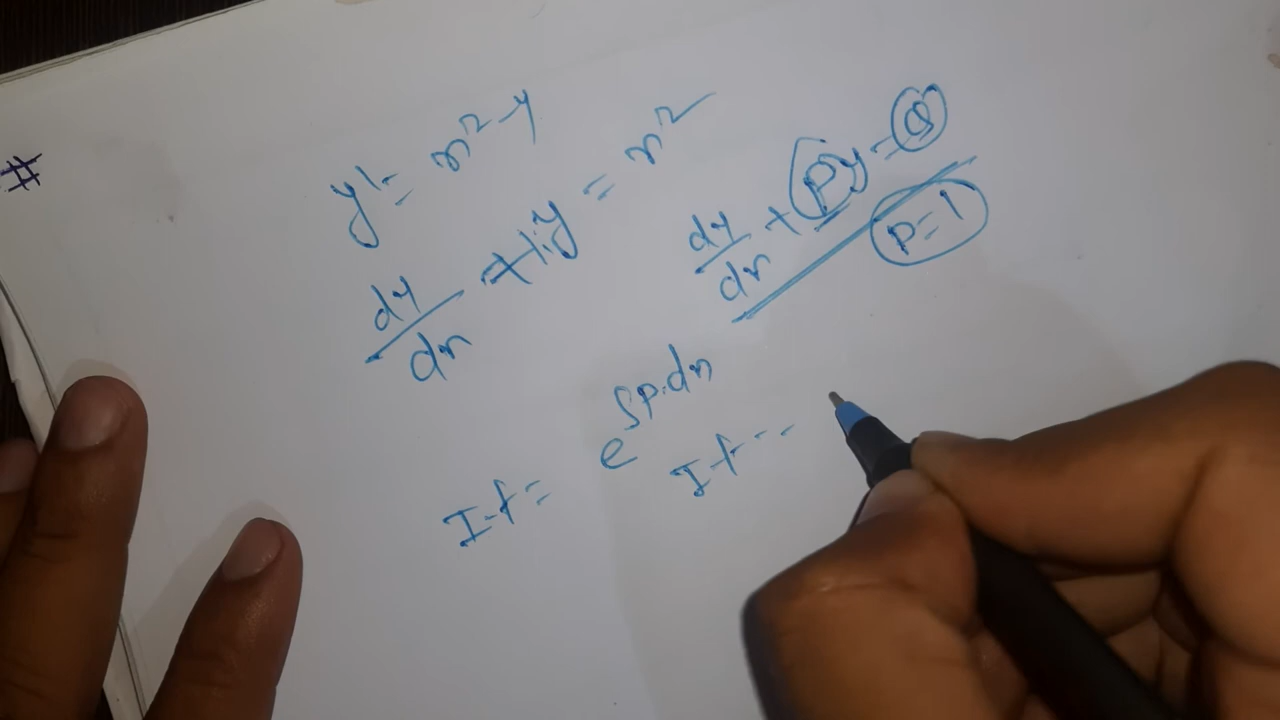 #
y' = x² - y
dy/dx + 1·y = x²
dy/dx + Py = Q
P = 1
I·f = e^∫P·dx
I·f =